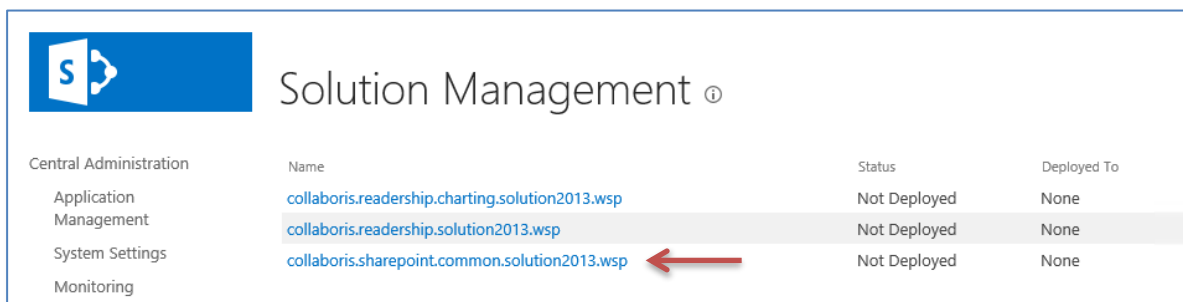 S
Solution Management
Central Administration
Application
Management
System Settings
Monitoring
Name Status Deployed To
collaboris.readership.charting.solution2013.wsp Not Deployed None
collaboris.readership.solution2013.wsp Not Deployed None
collaboris.sharepoint.common.solution2013.wsp Not Deployed None